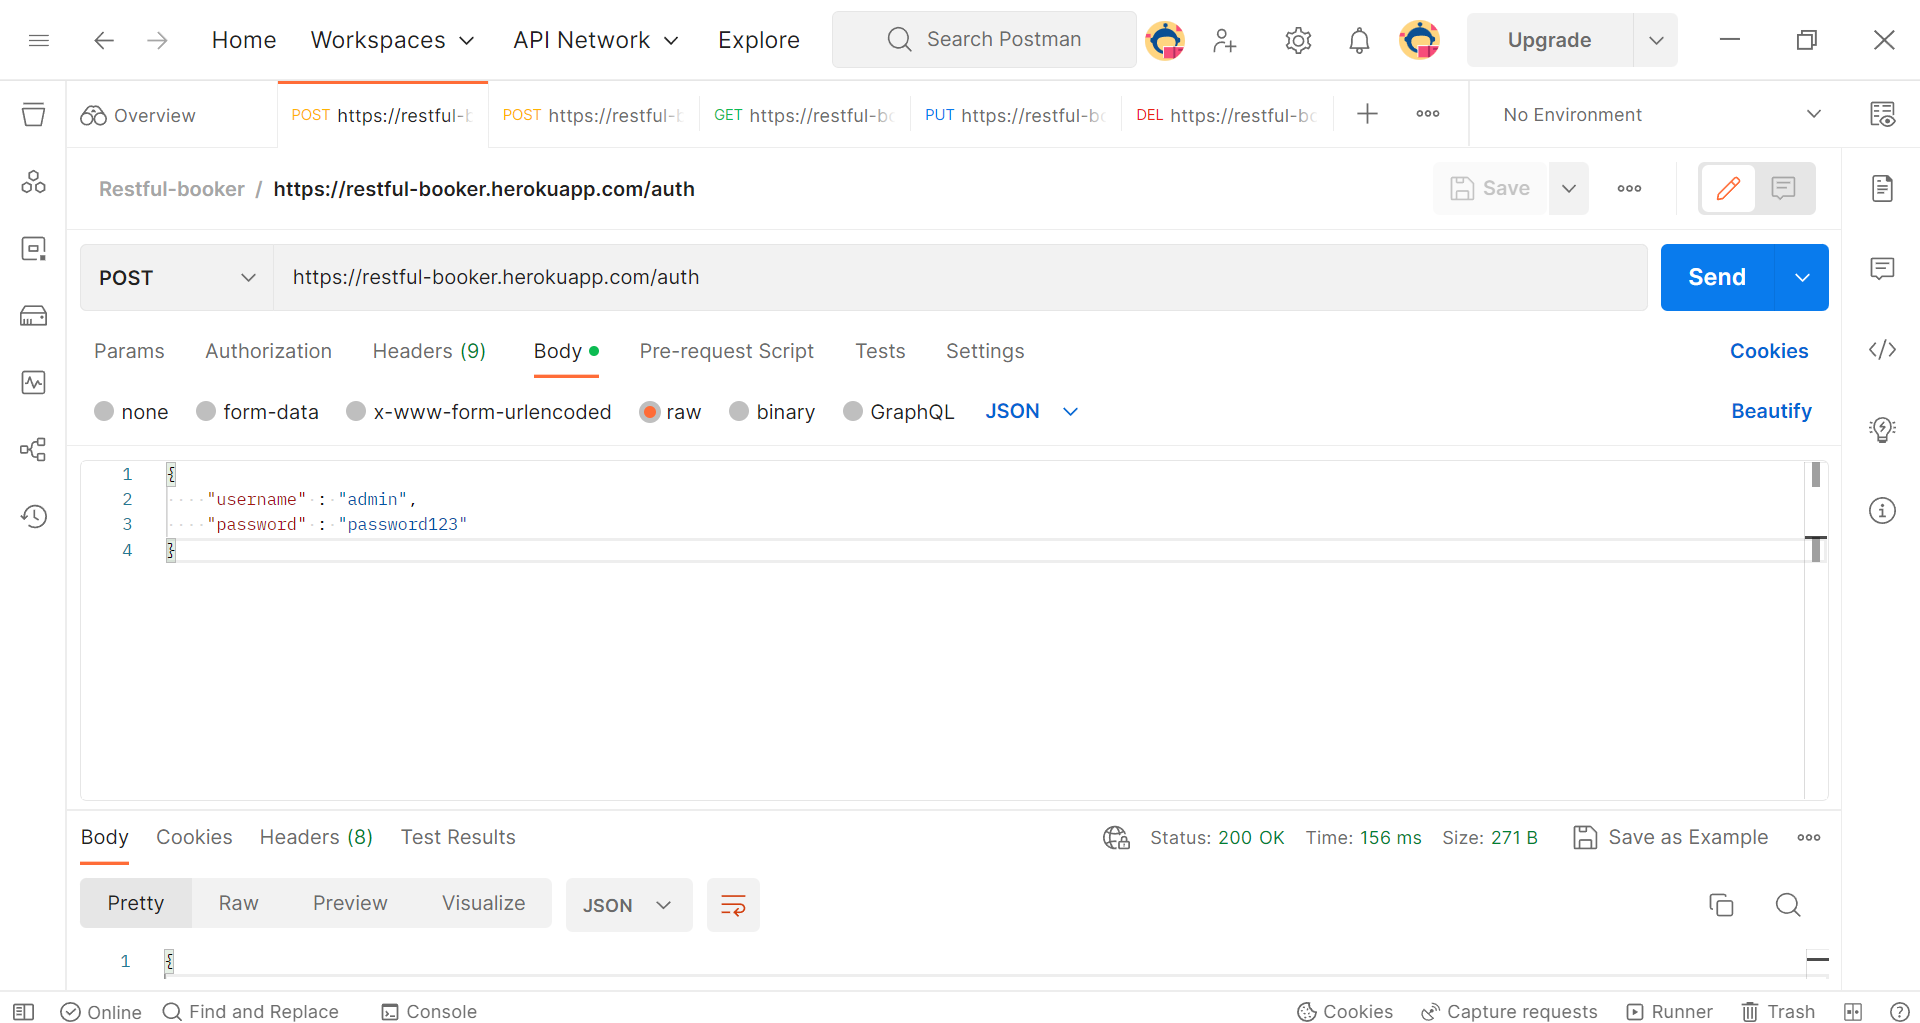 Home Workspaces API Network Explore Search Postman Upgrade
Overview POST https://restful-b POST https://restful-b GET https://restful-bo PUT https://restful-bo DEL https://restful-bo No Environment
Restful-booker / https://restful-booker.herokuapp.com/auth Save
POST https://restful-booker.herokuapp.com/auth Send
Params Authorization Headers (9) Body Pre-request Script Tests Settings Cookies
none form-data x-www-form-urlencoded raw binary GraphQL JSON Beautify
1 {
2 "username" : "admin",
3 "password" : "password123"
4 }
Body Cookies Headers (8) Test Results Status: 200 OK Time: 156 ms Size: 271 B Save as Example
Pretty Raw Preview Visualize JSON
1 {
Online Find and Replace Console Cookies Capture requests Runner Trash